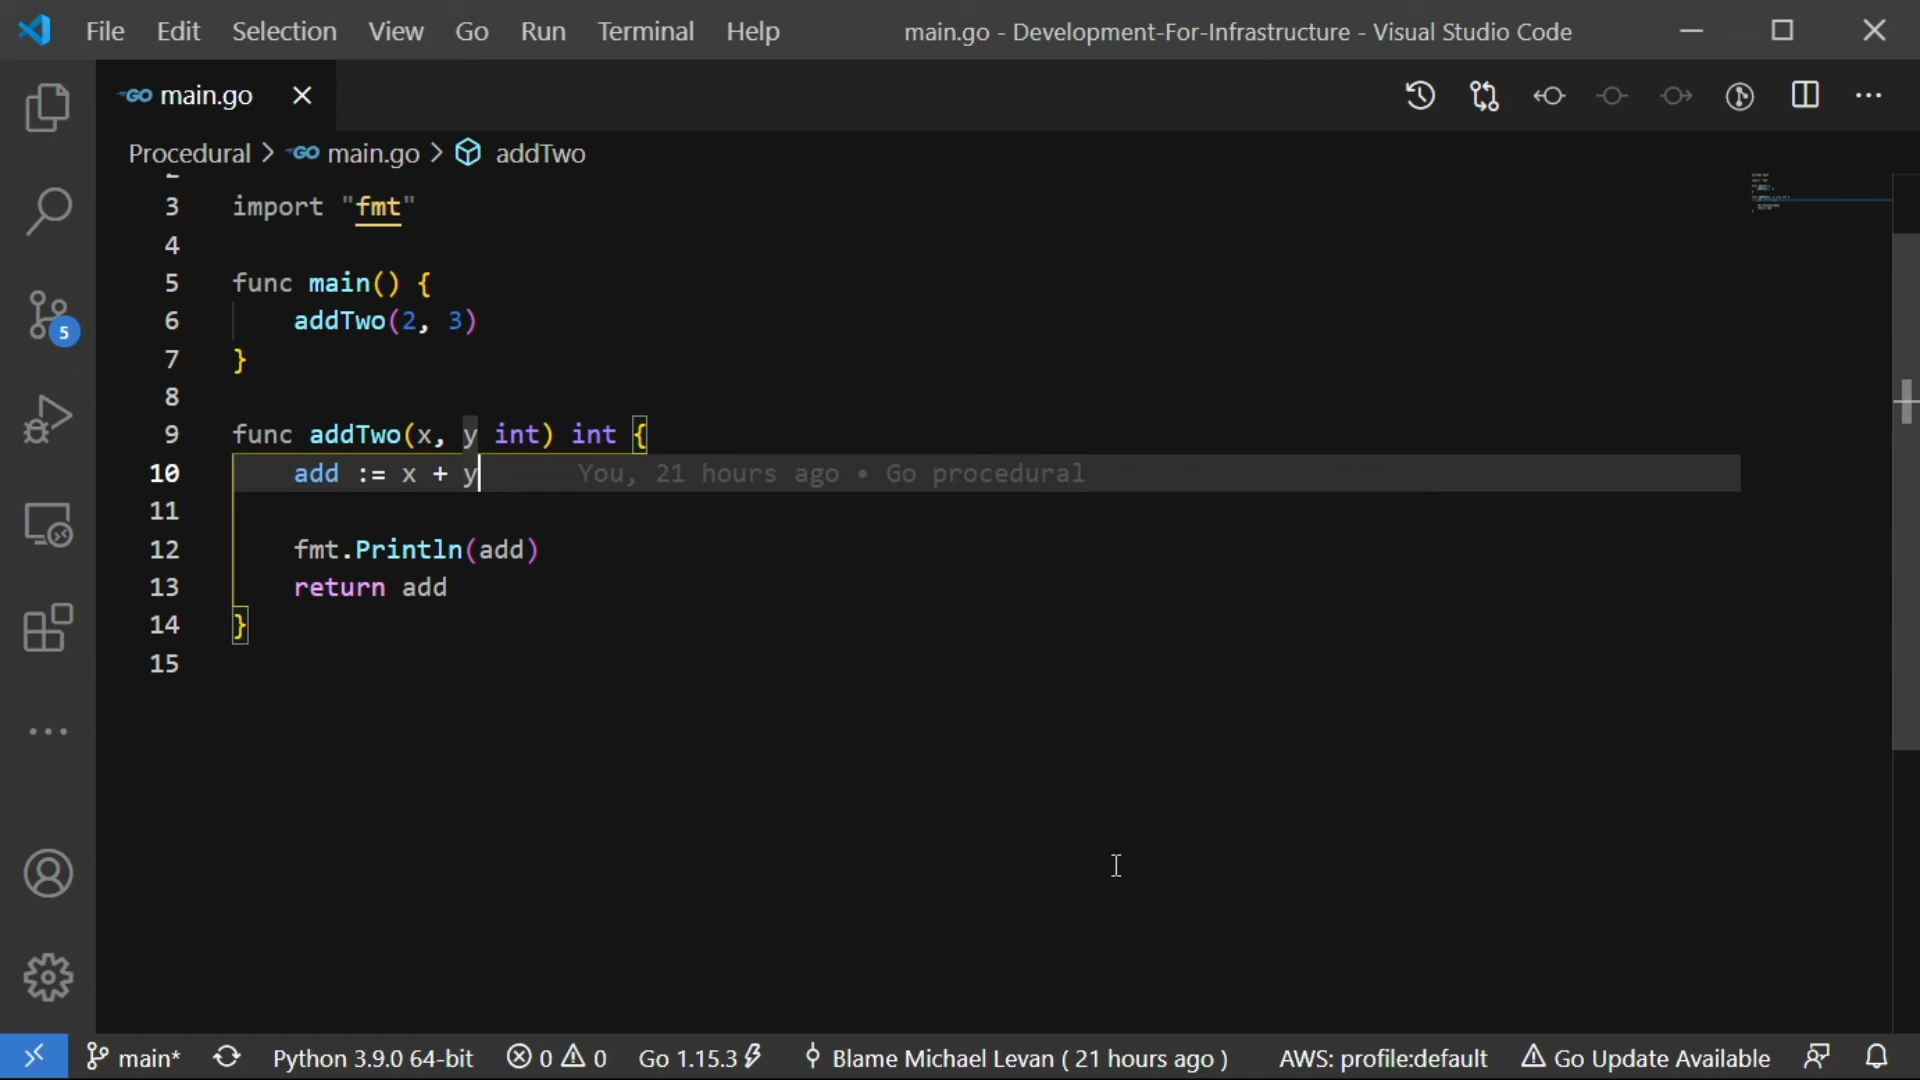 File Edit Selection View Go Run Terminal Help main.go - Development-For-Infrastructure - Visual Studio Code
GO main.go
Procedural > GO main.go > addTwo
3 import "fmt"
4
5 func main() {
6 addTwo(2, 3)
7 }
8
9 func addTwo(x, y int) int {
10 add := x + y You, 21 hours ago • Go procedural
11
12 fmt.Println(add)
13 return add
14 }
15
5
main* Python 3.9.0 64-bit 0 0 Go 1.15.3 Blame Michael Levan ( 21 hours ago ) AWS: profile:default Go Update Available